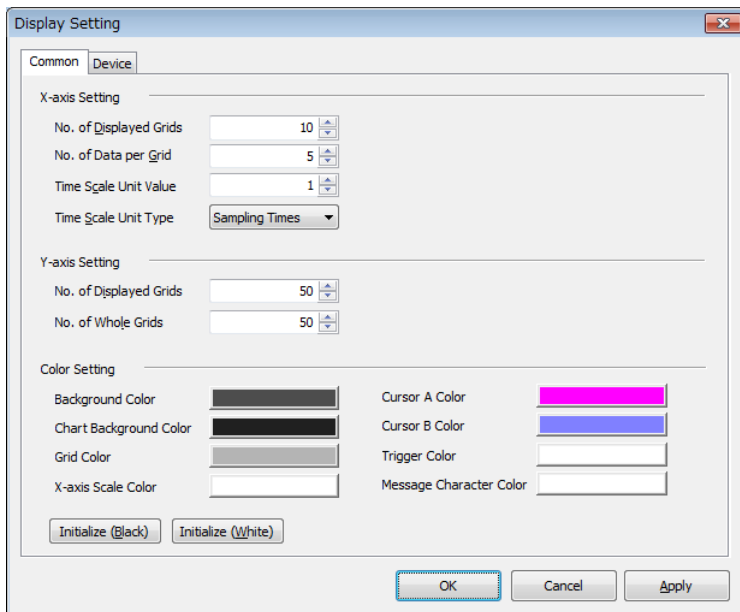 Display Setting
Common Device
X-axis Setting
No. of Displayed Grids 10
No. of Data per Grid 5
Time Scale Unit Value 1
Time Scale Unit Type Sampling Times
Y-axis Setting
No. of Displayed Grids 50
No. of Whole Grids 50
Color Setting
Background Color Cursor A Color
Chart Background Color Cursor B Color
Grid Color Trigger Color
X-axis Scale Color Message Character Color
Initialize (Black) Initialize (White)
OK Cancel Apply